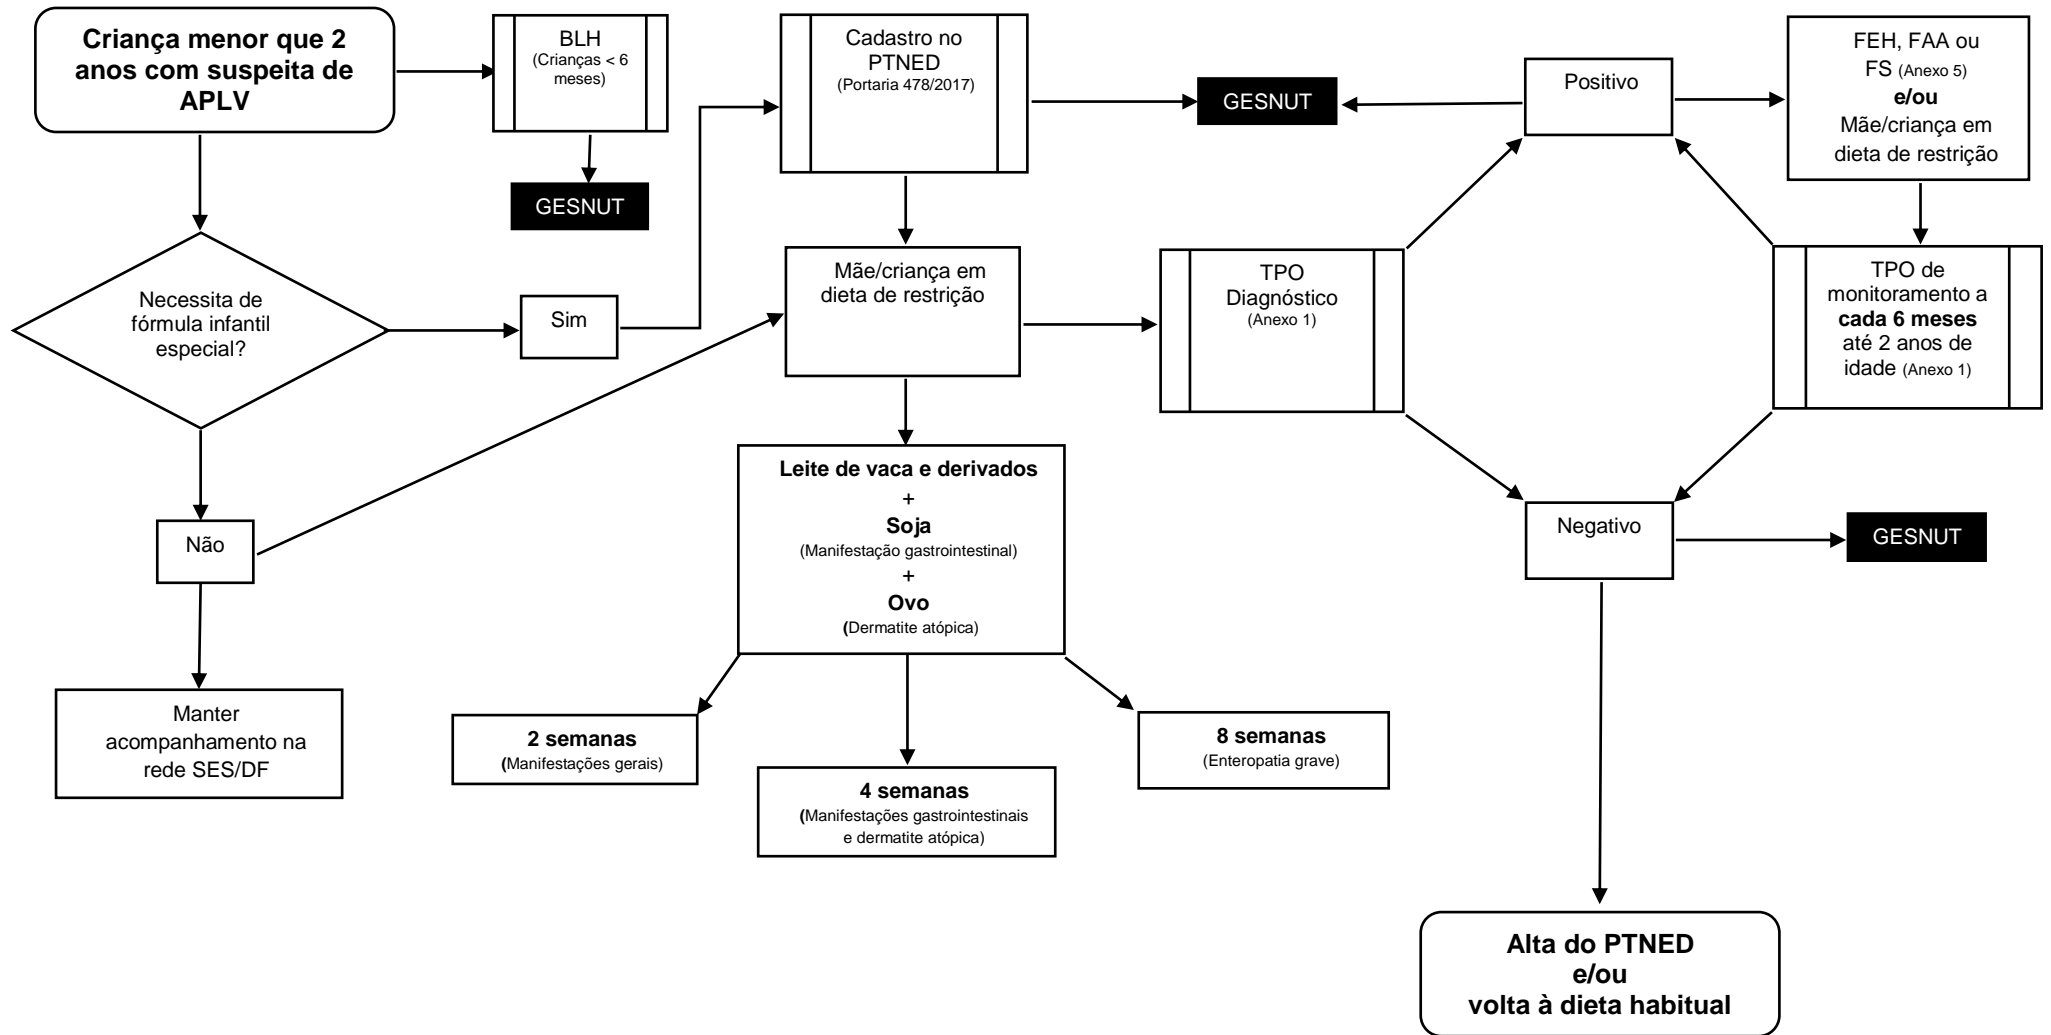 Criança menor que 2
anos com suspeita de
APLV
BLH
(Crianças < 6
meses)
GESNUT
Cadastro no
PTNED
(Portaria 478/2017)
GESNUT
Positivo
FEH, FAA ou
FS (Anexo 5)
e/ou
Mãe/criança em
dieta de restrição
Necessita de
fórmula infantil
especial?
Sim
Mãe/criança em
dieta de restrição
TPO
Diagnóstico
(Anexo 1)
TPO de
monitoramento a
cada 6 meses
até 2 anos de
idade (Anexo 1)
Não
Leite de vaca e derivados
+
Soja
(Manifestação gastrointestinal)
+
Ovo
(Dermatite atópica)
Negativo
GESNUT
Manter
acompanhamento na
rede SES/DF
2 semanas
(Manifestações gerais)
4 semanas
(Manifestações gastrointestinais
e dermatite atópica)
8 semanas
(Enteropatia grave)
Alta do PTNED
e/ou
volta à dieta habitual